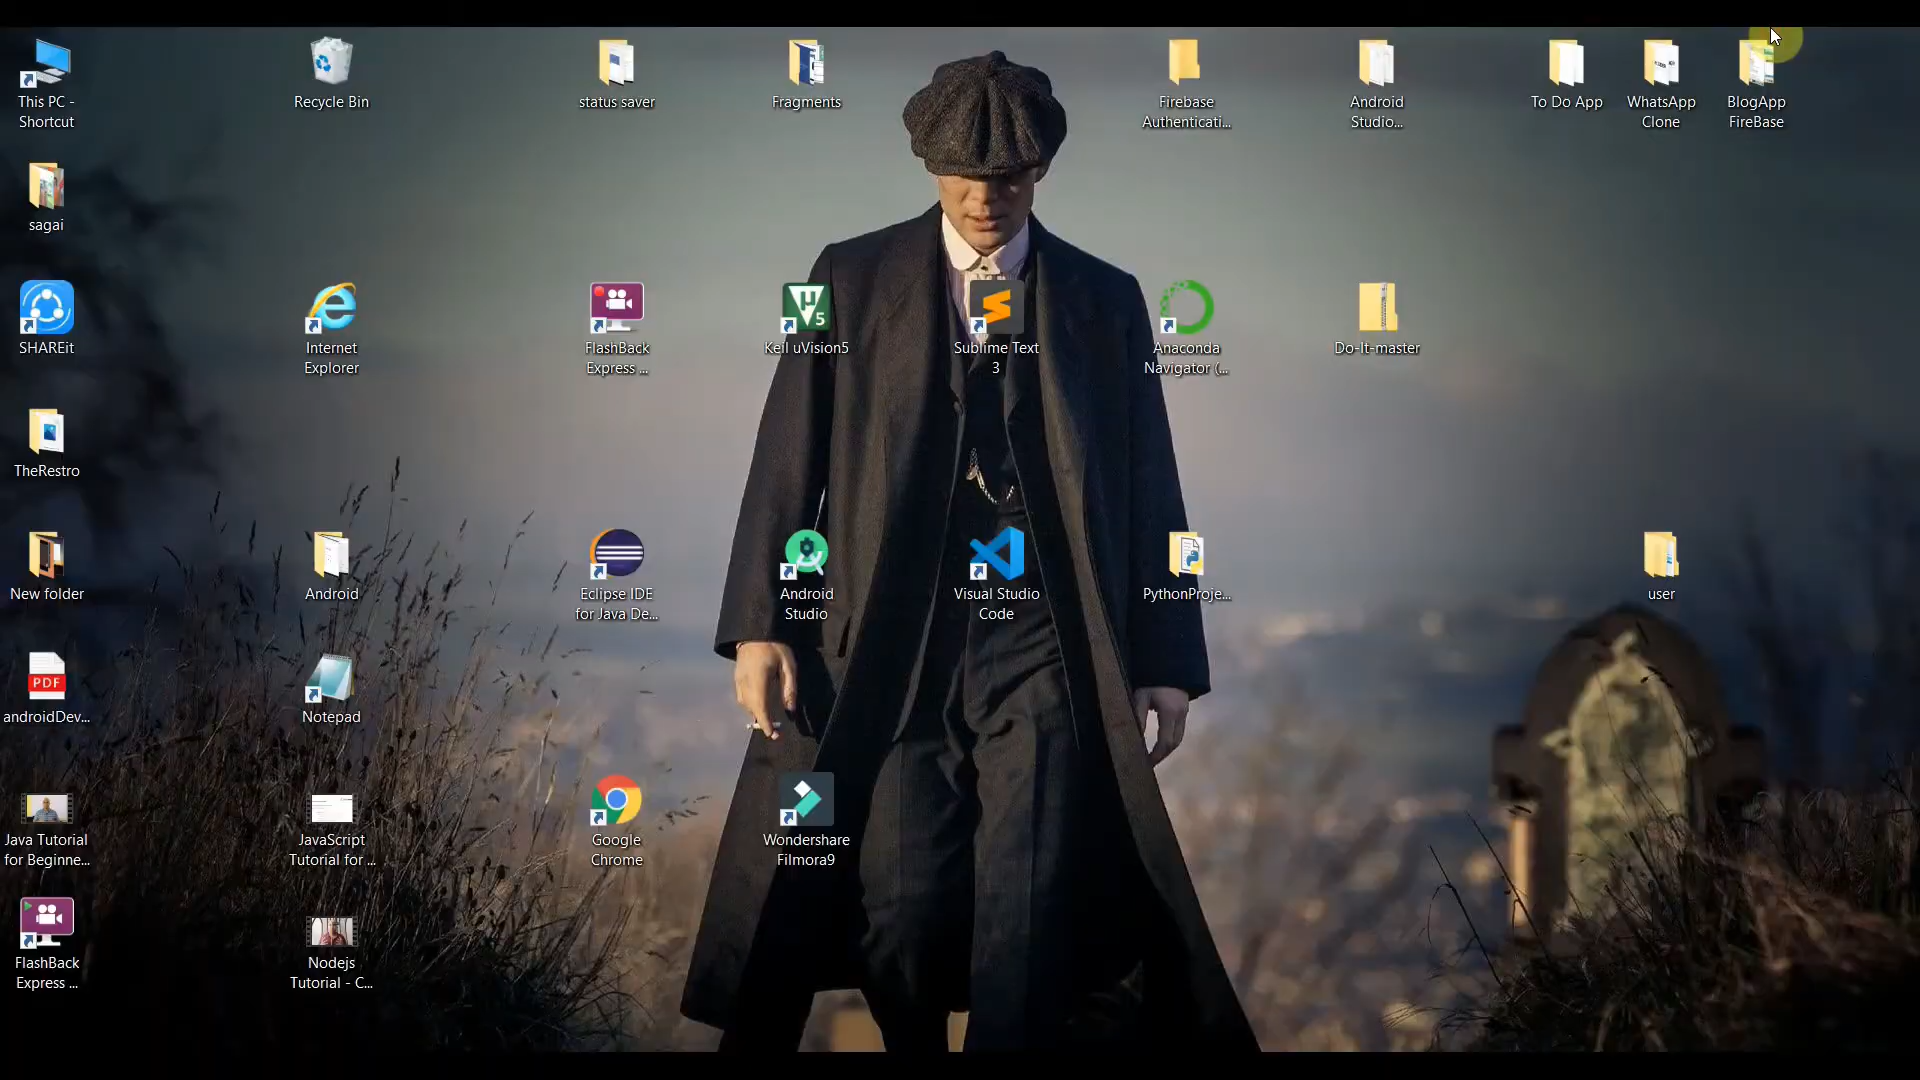 This PC -
Shortcut
Recycle Bin
status saver
Fragments
Firebase
Authenticati...
Android
Studio...
To Do App
WhatsApp
Clone
BlogApp
FireBase
sagai
SHAREit
Internet
Explorer
FlashBack
Express ...
Keil uVision5
Sublime Text
3
Anaconda
Navigator (...
Do-It-master
TheRestro
New folder
Android
Eclipse IDE
for Java De...
Android
Studio
Visual Studio
Code
PythonProje...
user
PDF
androidDev...
Notepad
Java Tutorial
for Beginne...
JavaScript
Tutorial for ...
Google
Chrome
Wondershare
Filmora9
FlashBack
Express ...
Nodejs
Tutorial - C...